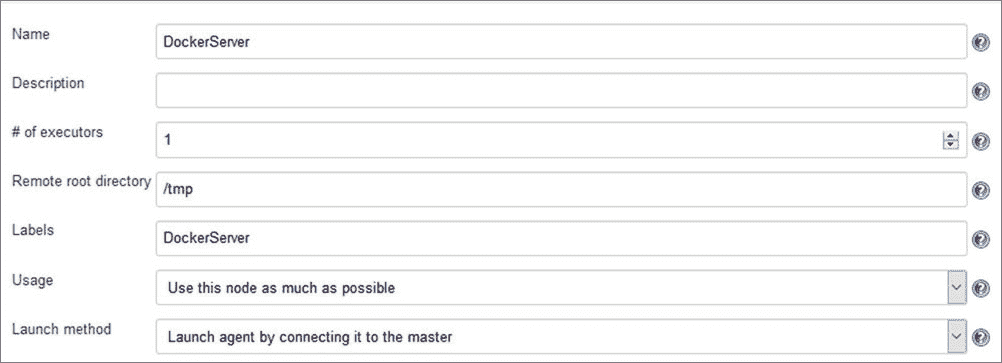 Name DockerServer
Description
# of executors 1
Remote root directory /tmp
Labels DockerServer
Usage Use this node as much as possible
Launch method Launch agent by connecting it to the master